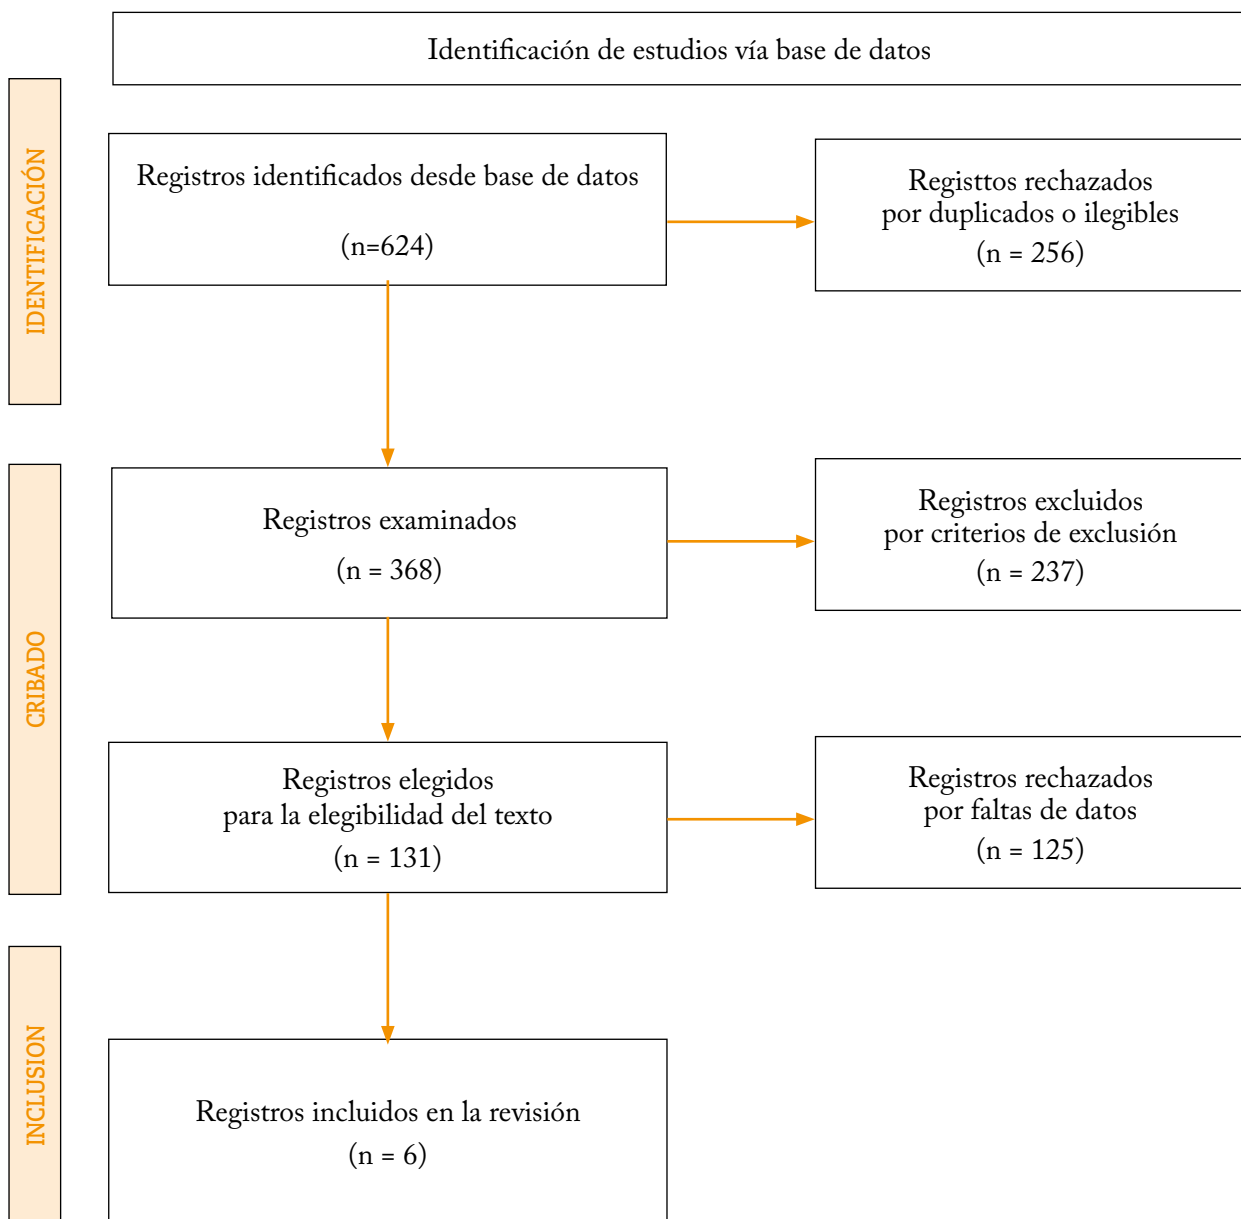 Identificación de estudios vía base de datos
IDENTIFICACIÓN
Registros identificados desde base de datos
(n=624)
Registtos rechazados
por duplicados o ilegibles
(n = 256)
CRIBADO
Registros examinados
(n = 368)
Registros excluidos
por criterios de exclusión
(n = 237)
Registros elegidos
para la elegibilidad del texto
(n = 131)
Registros rechazados
por faltas de datos
(n = 125)
INCLUSION
Registros incluidos en la revisión
(n = 6)